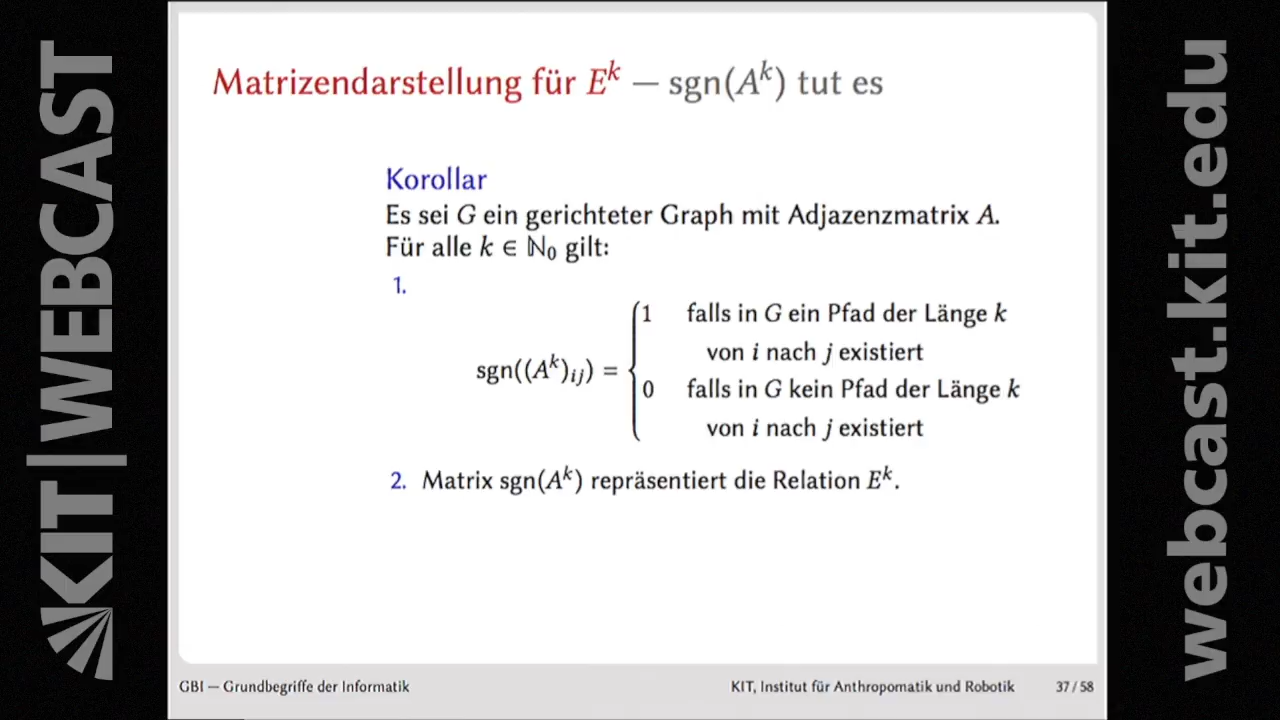 KIT|WEBCAST
Matrizendarstellung für E^k — sgn(A^k) tut es
Korollar
Es sei G ein gerichteter Graph mit Adjazenzmatrix A.
Für alle k ∈ ℕ₀ gilt:
1.
sgn((A^k)_{ij}) = { 1 falls in G ein Pfad der Länge k
von i nach j existiert
0 falls in G kein Pfad der Länge k
von i nach j existiert
2. Matrix sgn(A^k) repräsentiert die Relation E^k.
GBI — Grundbegriffe der Informatik
KIT, Institut für Anthropomatik und Robotik
37 / 58
webcast.kit.edu